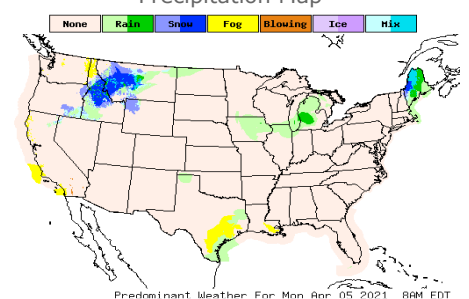 Precipitation Map
None Rain Snow Fog Blowing Ice Mix
Predominant Weather For Mon Apr 05 2021 8AM EDT